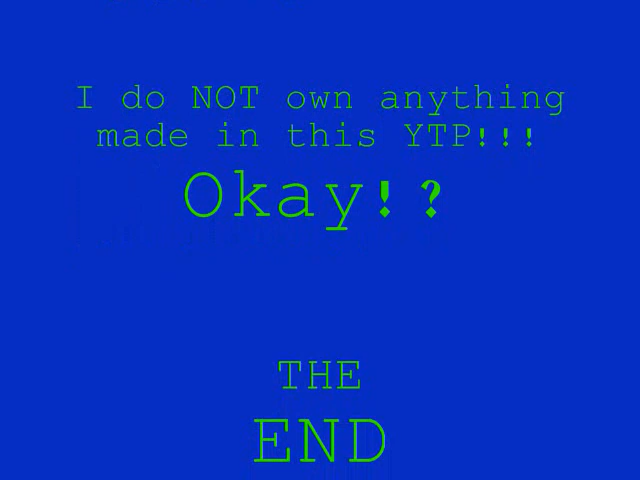 I do NOT own anything
made in this YTP!!!
Okay!?
THE
END